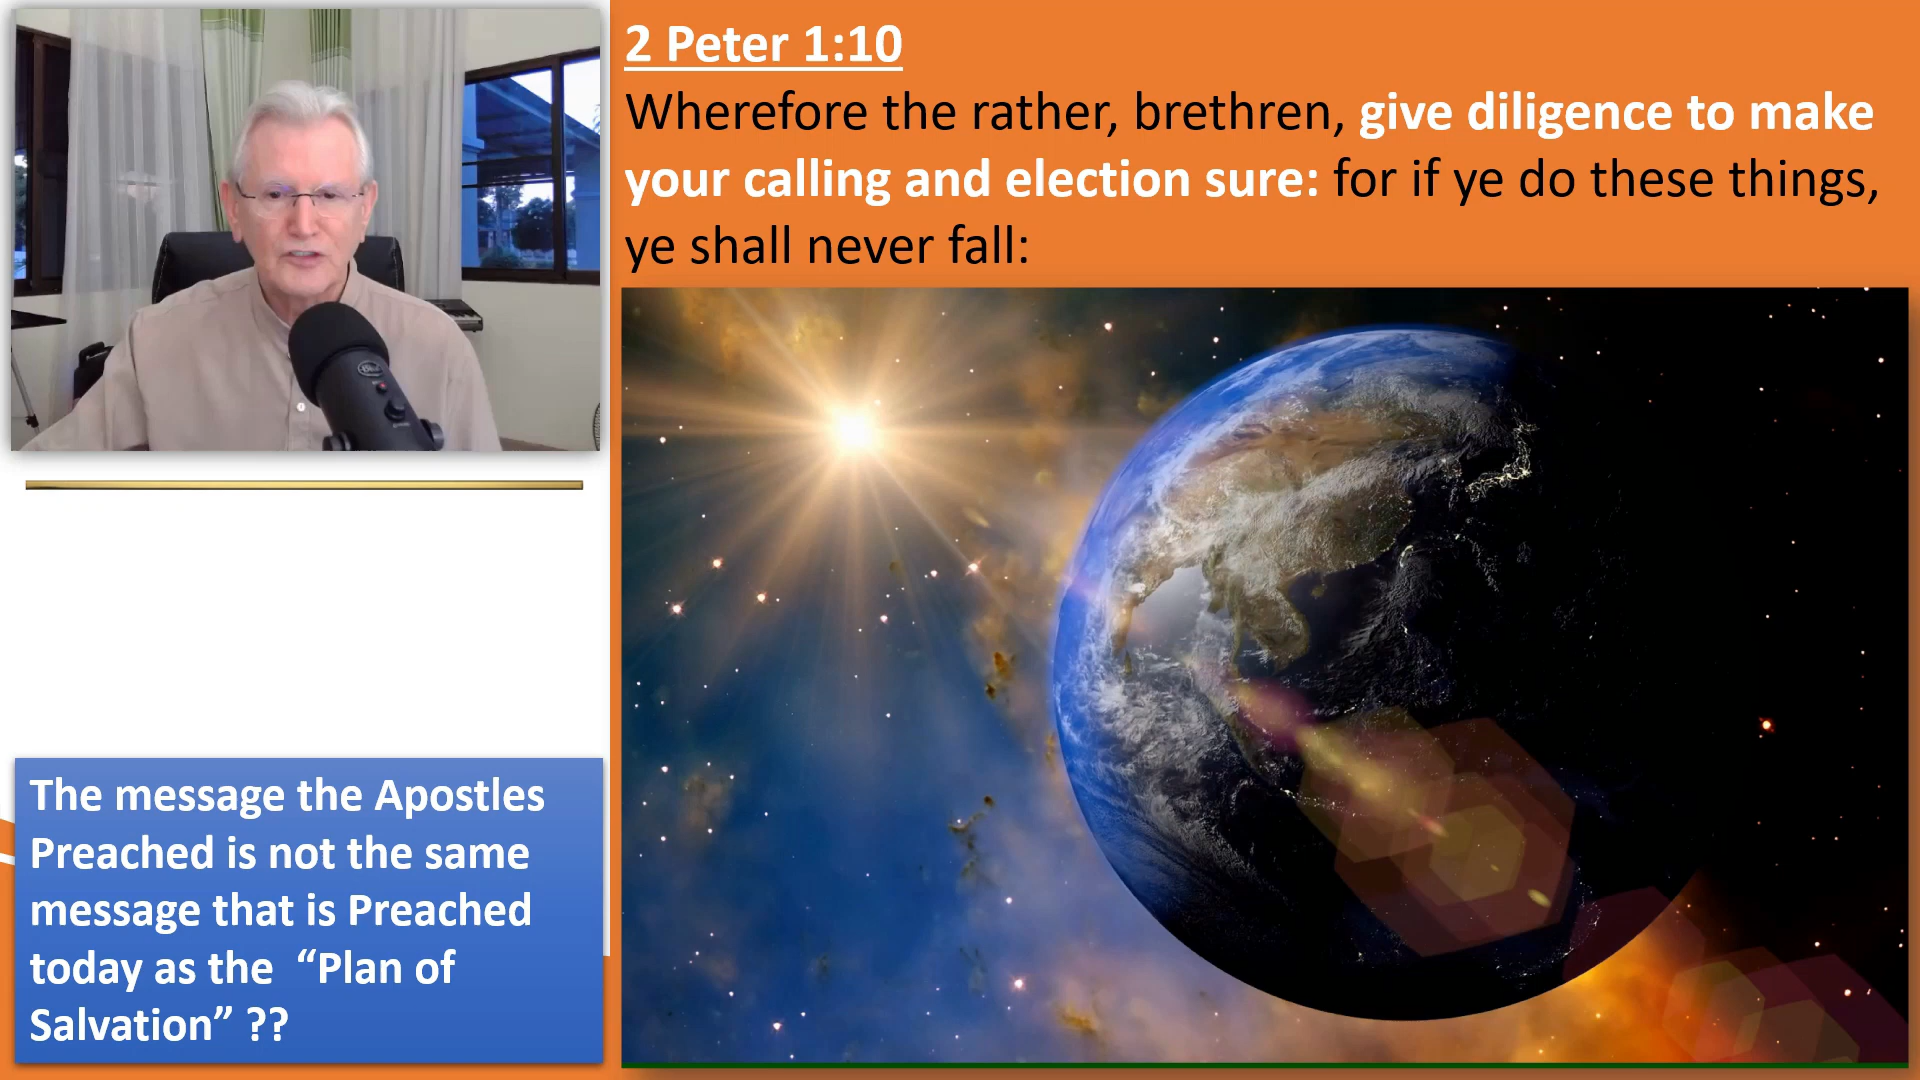 2 Peter 1:10
Wherefore the rather, brethren, give diligence to make
your calling and election sure: for if ye do these things,
ye shall never fall:
The message the Apostles
Preached is not the same
message that is Preached
today as the “Plan of
Salvation” ??